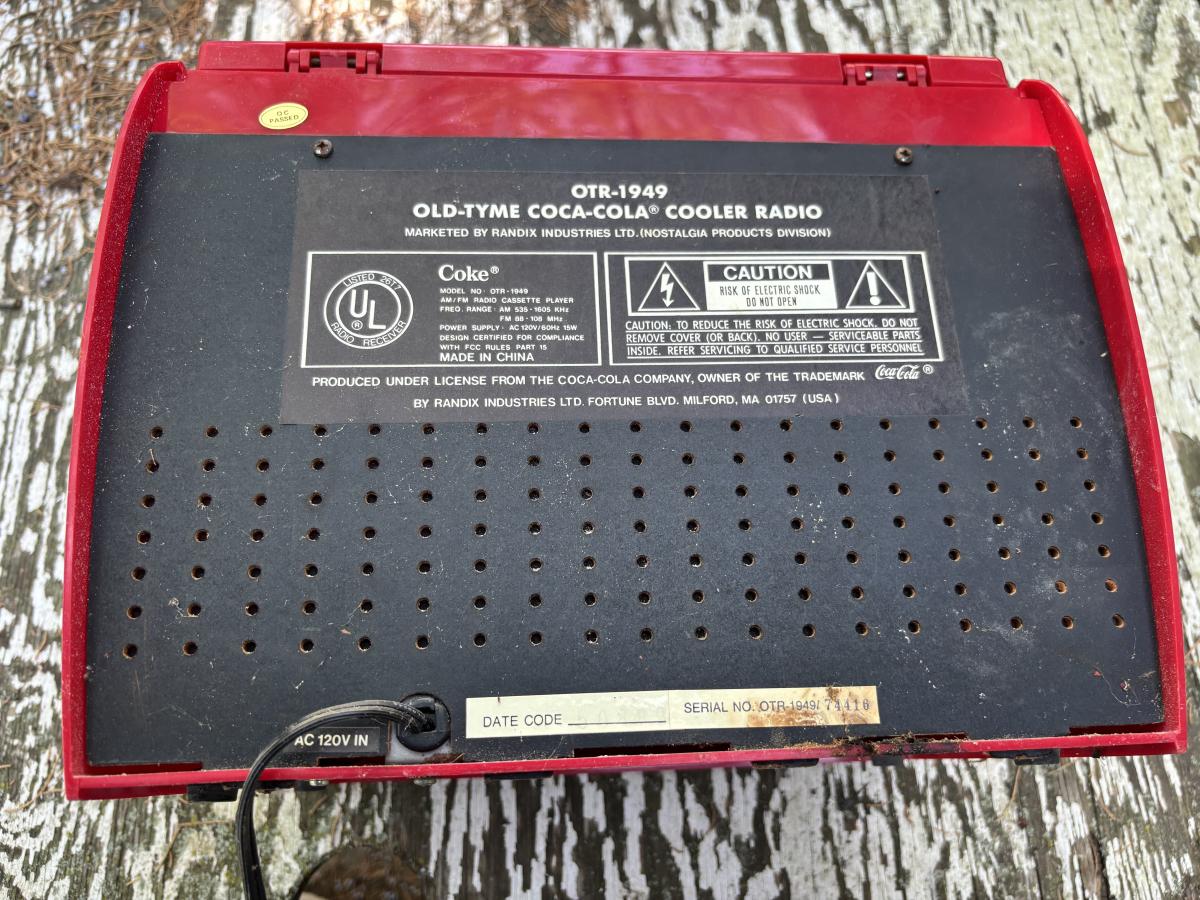 QC
PASSED
OTR-1949
OLD-TYME COCA-COLA® COOLER RADIO
MARKETED BY RANDIX INDUSTRIES LTD.(NOSTALGIA PRODUCTS DIVISION)
LISTED 2617
UL®
RADIO RECEIVER
Coke®
MODEL NO: OTR-1949
AM/FM RADIO CASSETTE PLAYER
FREQ. RANGE: AM 535-1605 KHz
FM 88-108 MHz
POWER SUPPLY: AC 120V/60Hz 15W
DESIGN CERTIFIED FOR COMPLIANCE
WITH FCC RULES PART 15
MADE IN CHINA
CAUTION
RISK OF ELECTRIC SHOCK
DO NOT OPEN
!
CAUTION: TO REDUCE THE RISK OF ELECTRIC SHOCK. DO NOT
REMOVE COVER (OR BACK). NO USER — SERVICEABLE PARTS
INSIDE. REFER SERVICING TO QUALIFIED SERVICE PERSONNEL
PRODUCED UNDER LICENSE FROM THE COCA-COLA COMPANY, OWNER OF THE TRADEMARK Coca-Cola®
BY RANDIX INDUSTRIES LTD. FORTUNE BLVD. MILFORD, MA 01757 (USA)
AC 120V IN
DATE CODE
SERIAL NO. OTR-1949/ 74416